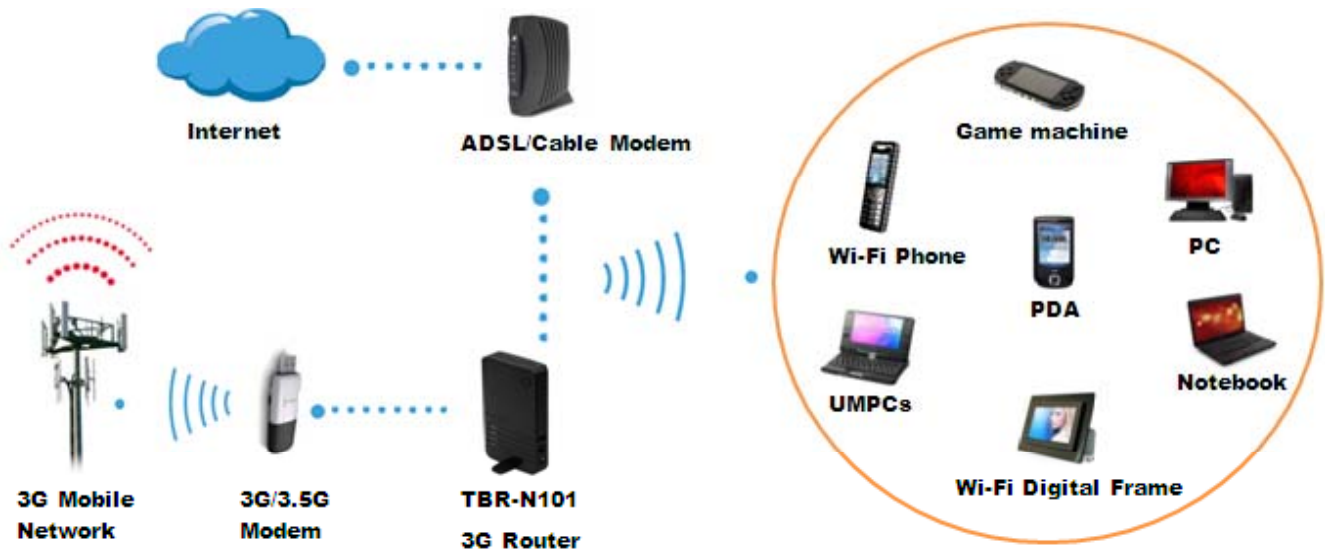 Internet
ADSL/Cable Modem
Game machine
Wi-Fi Phone
PC
PDA
UMPCs
Notebook
Wi-Fi Digital Frame
3G Mobile
Network
3G/3.5G
Modem
TBR-N101
3G Router